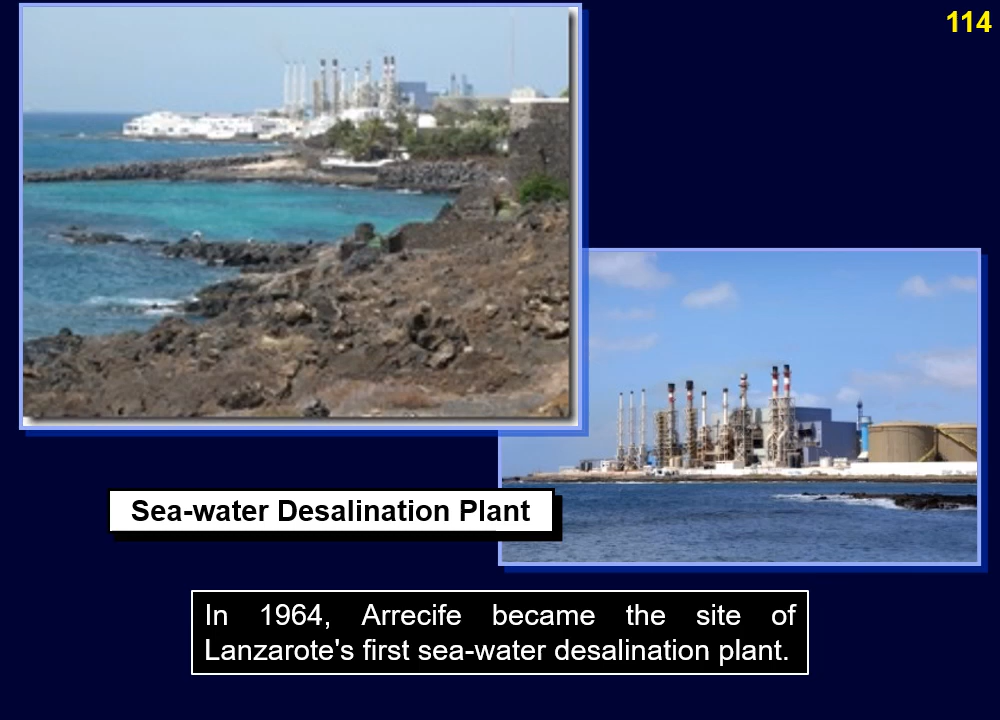 114
Sea-water Desalination Plant
In 1964, Arrecife became the site of
Lanzarote's first sea-water desalination plant.